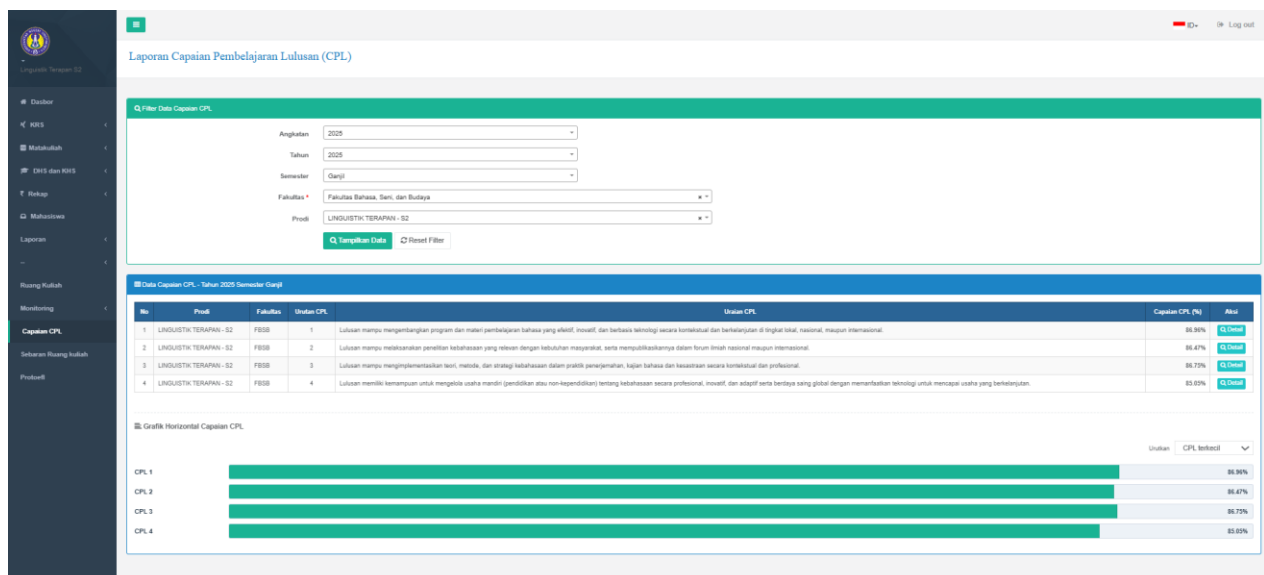 ID
Log out
Linguistik Terapan S2
Laporan Capaian Pembelajaran Lulusan (CPL)
Dasbor
KRS
Matakuliah
DHS dan KHS
Rekap
Mahasiswa
Laporan
--
Ruang Kuliah
Monitoring
Capaian CPL
Sebaran Ruang kuliah
Protoell
Filter Data Capaian CPL
Angkatan 2025
Tahun 2025
Semester Ganjil
Fakultas * Fakultas Bahasa, Seni, dan Budaya
Prodi LINGUISTIK TERAPAN - S2
Tampilkan Data Reset Filter
Data Capaian CPL - Tahun 2025 Semester Ganjil
No Prodi Fakultas Urutan CPL Uraian CPL Capaian CPL (%) Aksi
1 LINGUISTIK TERAPAN - S2 FBSB 1 Lulusan mampu mengembangkan program dan materi pembelajaran bahasa yang efektif, inovatif, dan berbasis teknologi secara kontekstual dan berkelanjutan di tingkat lokal, nasional, maupun internasional. 86.96% Detail
2 LINGUISTIK TERAPAN - S2 FBSB 2 Lulusan mampu melaksanakan penelitian kebahasaan yang relevan dengan kebutuhan masyarakat, serta mempublikasikannya dalam forum ilmiah nasional maupun internasional. 86.47% Detail
3 LINGUISTIK TERAPAN - S2 FBSB 3 Lulusan mampu mengimplementasikan teori, metode, dan strategi kebahasaan dalam praktik penerjemahan, kajian bahasa dan kesastraan secara kontekstual dan profesional. 86.75% Detail
4 LINGUISTIK TERAPAN - S2 FBSB 4 Lulusan memiliki kemampuan untuk mengelola usaha mandiri (pendidikan atau non-kependidikan) tentang kebahasaan secara profesional, inovatif, dan adaptif serta berdaya saing global dengan memanfaatkan teknologi untuk mencapai usaha yang berkelanjutan. 85.05% Detail
Grafik Horizontal Capaian CPL
Urutkan CPL terkecil
CPL 1 86.96%
CPL 2 86.47%
CPL 3 86.75%
CPL 4 85.05%